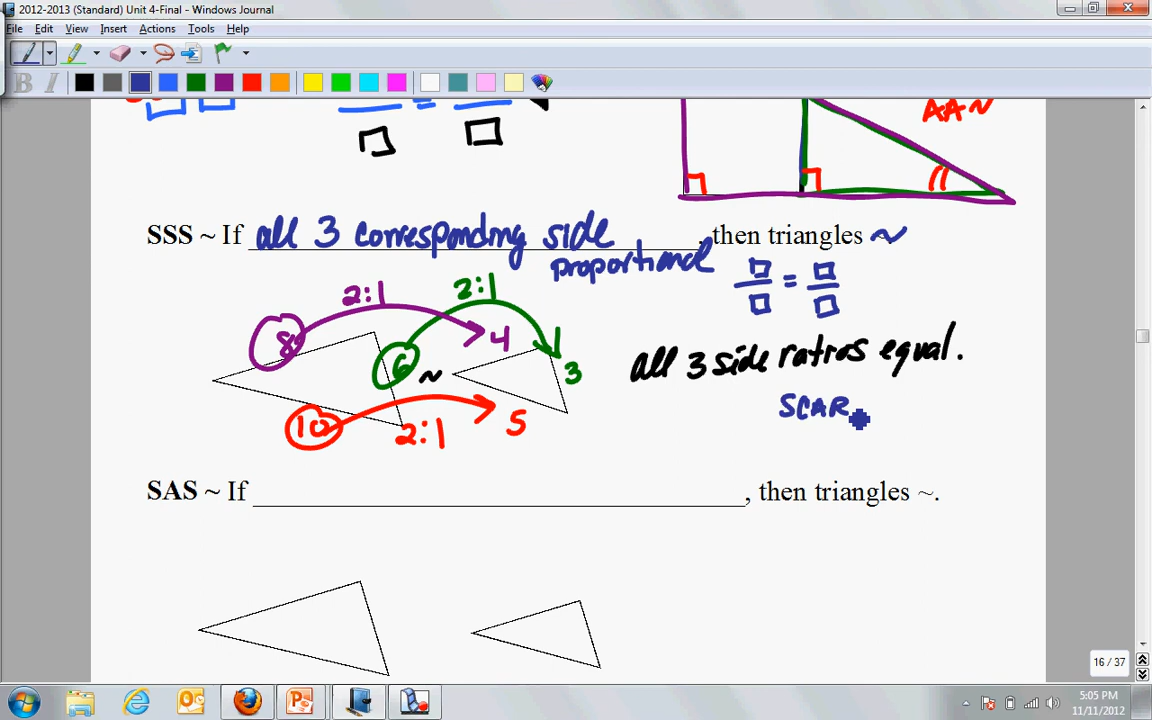 2012-2013 (Standard) Unit 4-Final - Windows Journal
File Edit View Insert Actions Tools Help
B I
AA~
SSS ~ If all 3 corresponding side proportional, then triangles ~
□/□ = □/□
2:1 2:1
8 4
6 ~ 3
all 3 side ratios equal.
SCAR
10 2:1 5
SAS ~ If ____________________, then triangles ~.
16 / 37
5:05 PM
11/11/2012